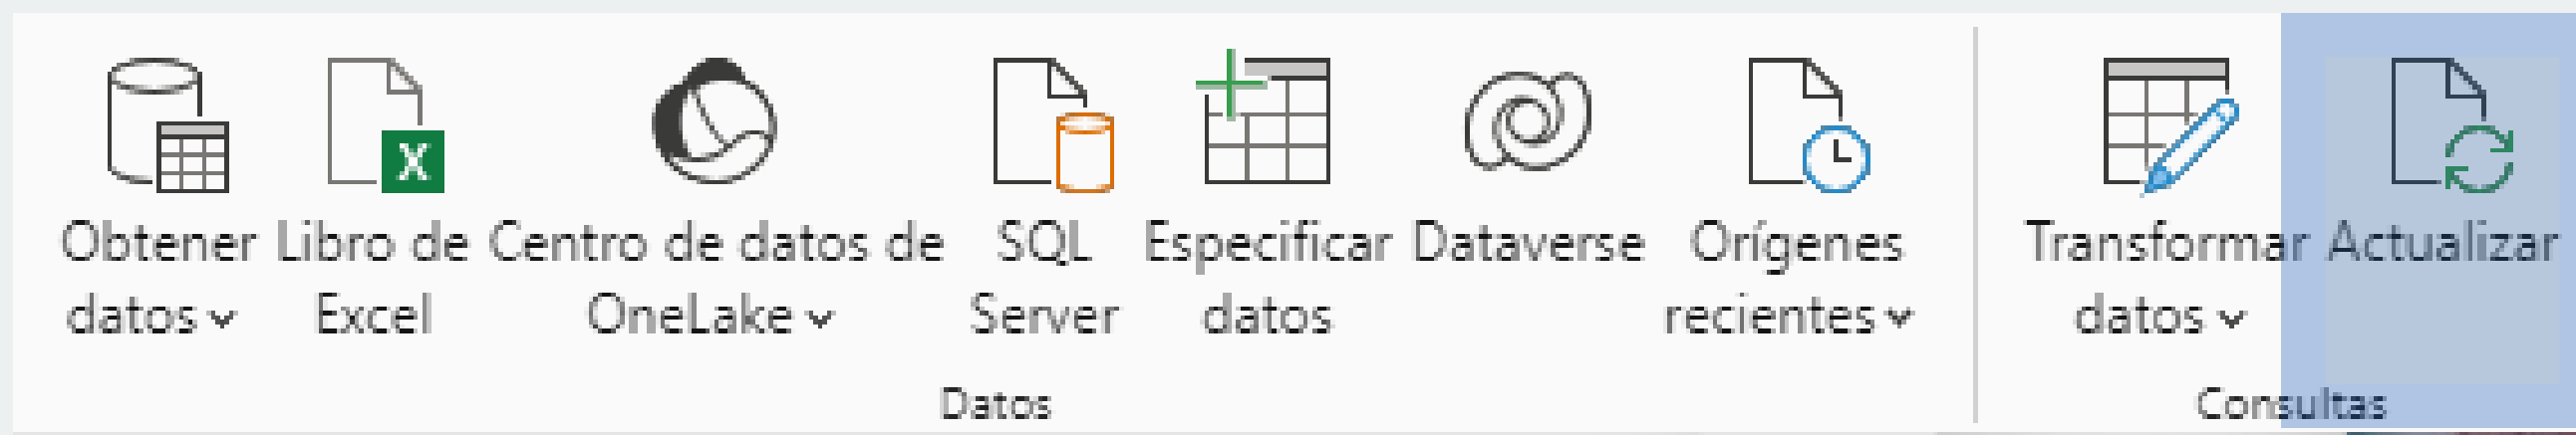 Obtener datos
Libro de Excel
Centro de datos de OneLake
SQL Server
Especificar datos
Dataverse
Orígenes recientes
Transformar datos
Actualizar
Datos
Consultas